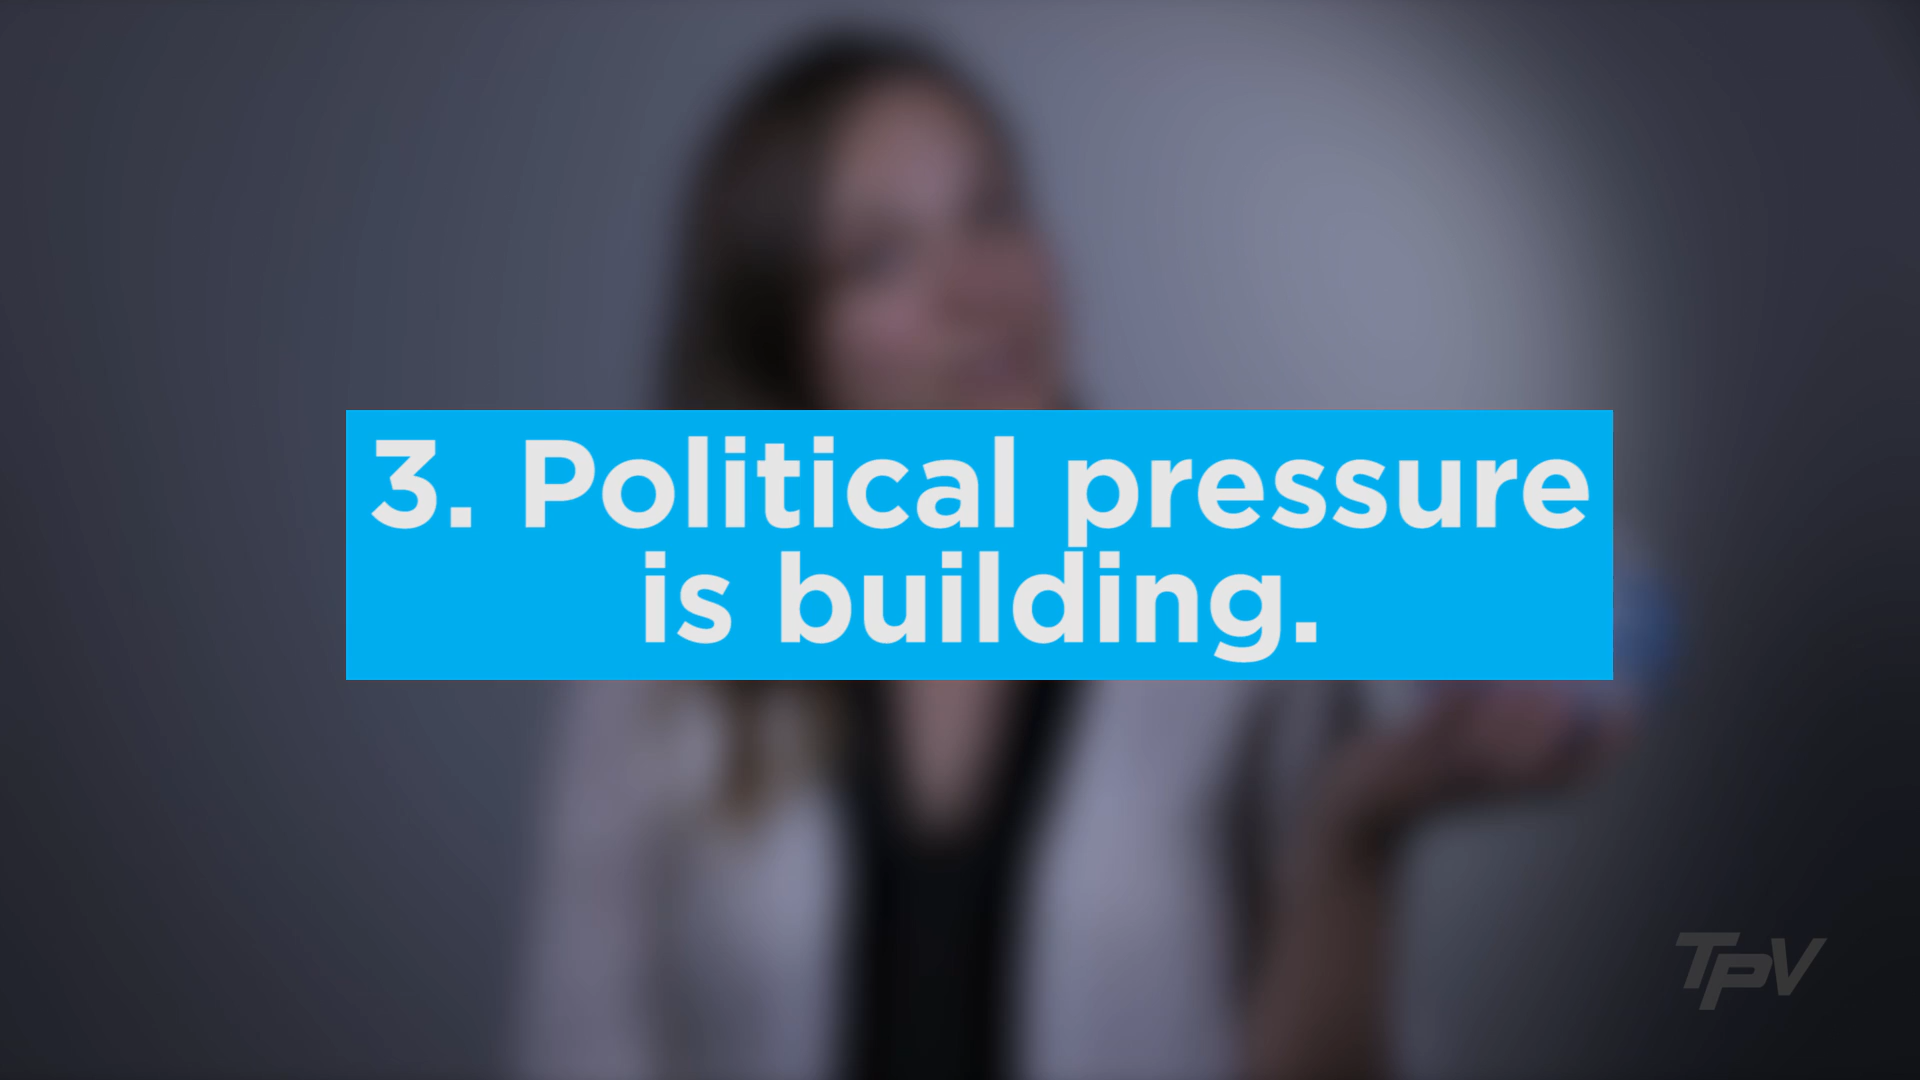 3. Political pressure
is building.
TPV